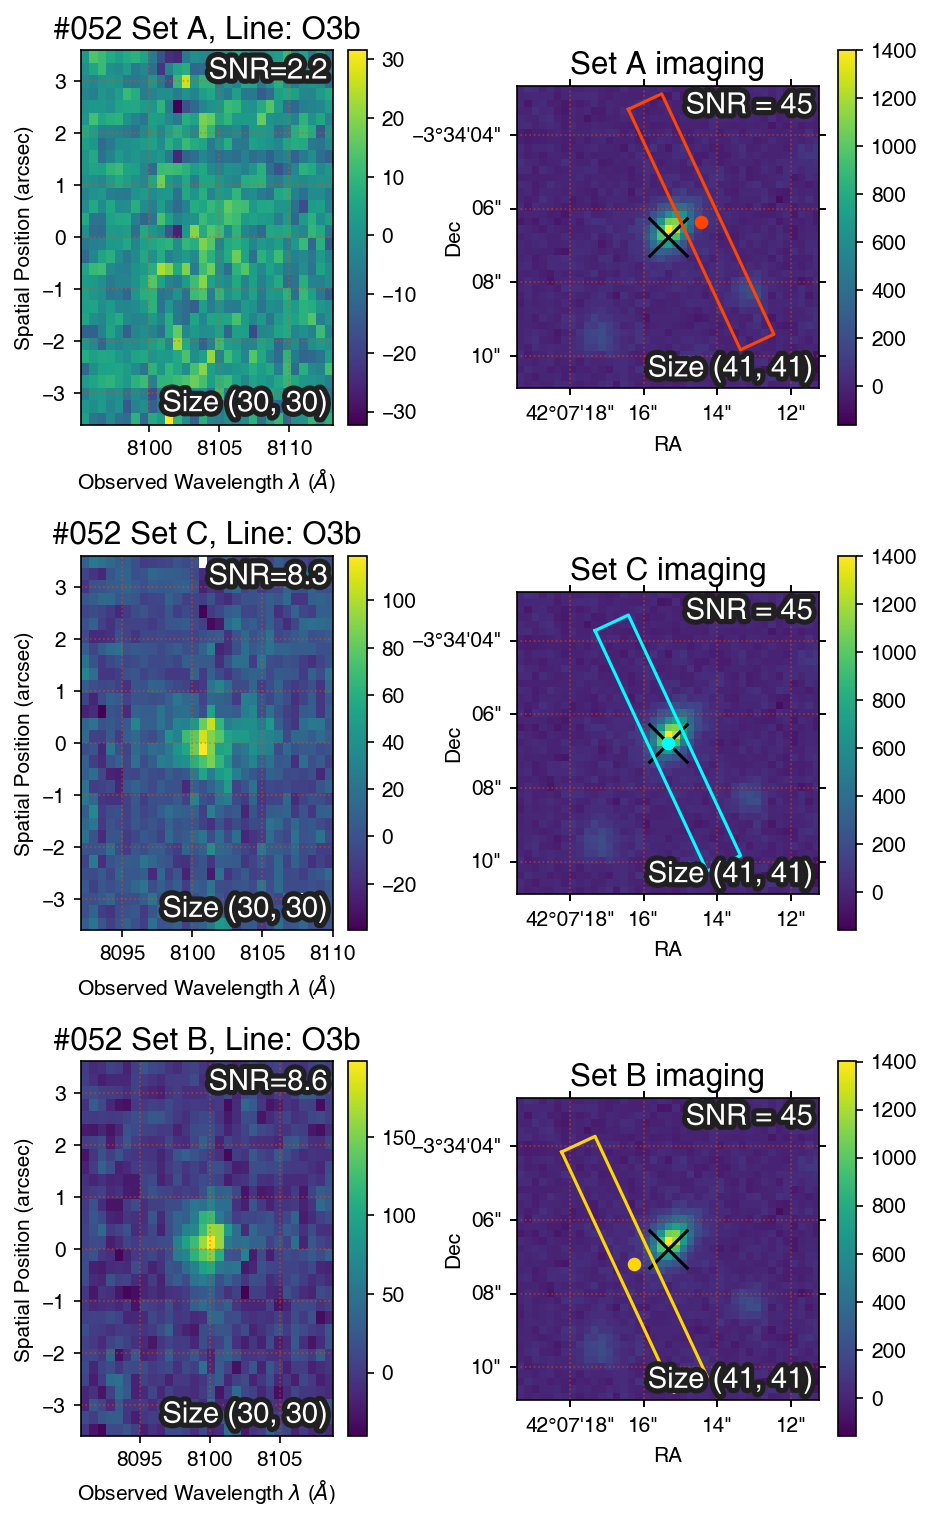 #052 Set A, Line: O3b
SNR=2.2
Size (30, 30)
Spatial Position (arcsec)
3
2
1
0
−1
−2
−3
8100 8105 8110
Observed Wavelength λ (Å)
30
20
10
0
−10
−20
−30
Set A imaging
SNR = 45
Size (41, 41)
Dec
−3°34'04"
06"
08"
10"
42°07'18" 16" 14" 12"
RA
1400
1200
1000
800
600
400
200
0
#052 Set C, Line: O3b
SNR=8.3
Size (30, 30)
Spatial Position (arcsec)
3
2
1
0
−1
−2
−3
8095 8100 8105 8110
Observed Wavelength λ (Å)
100
80
60
40
20
0
−20
Set C imaging
SNR = 45
Size (41, 41)
Dec
−3°34'04"
06"
08"
10"
42°07'18" 16" 14" 12"
RA
1400
1200
1000
800
600
400
200
0
#052 Set B, Line: O3b
SNR=8.6
Size (30, 30)
Spatial Position (arcsec)
3
2
1
0
−1
−2
−3
8095 8100 8105
Observed Wavelength λ (Å)
150
100
50
0
Set B imaging
SNR = 45
Size (41, 41)
Dec
−3°34'04"
06"
08"
10"
42°07'18" 16" 14" 12"
RA
1400
1200
1000
800
600
400
200
0